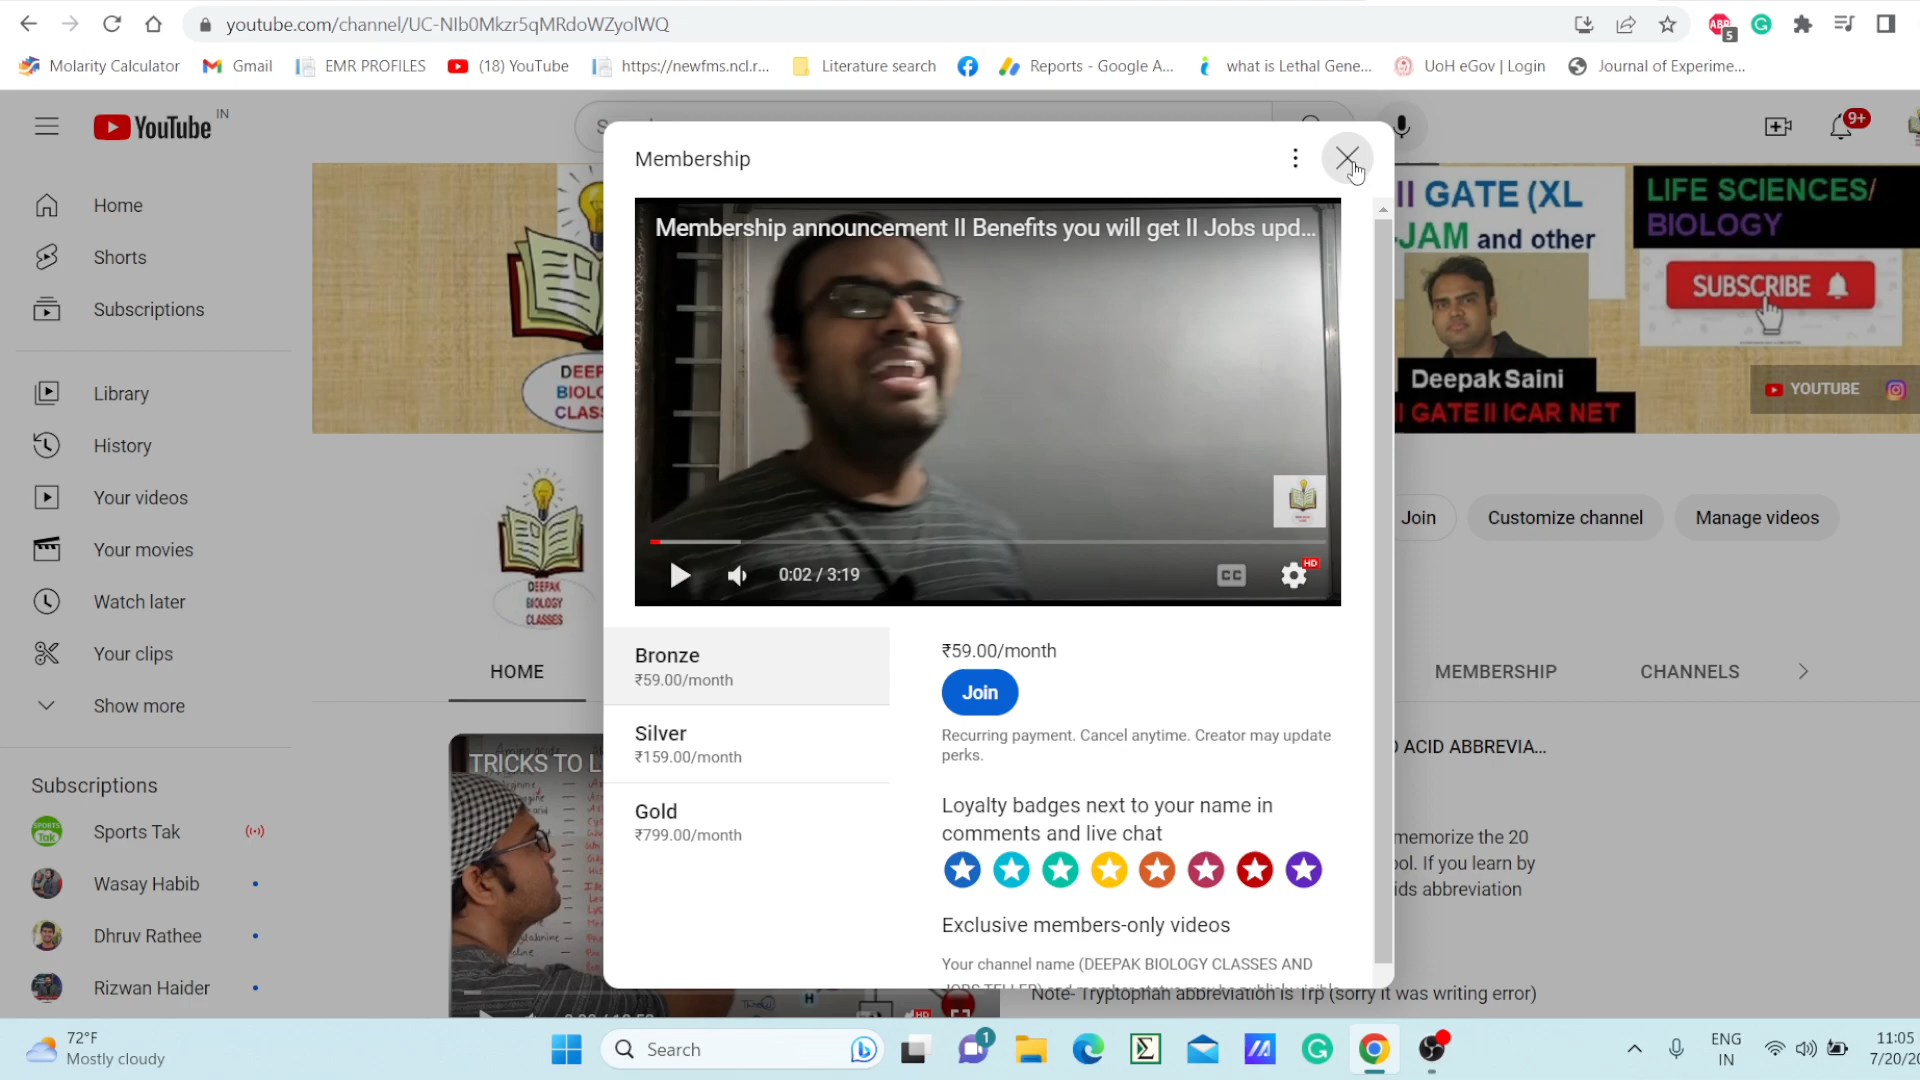 youtube.com/channel/UC-NIb0Mkzr5qMRdoWZyolWQ
ABP 5
Molarity Calculator
Gmail
EMR PROFILES
(18) YouTube
https://newfms.ncl.r...
Literature search
Reports - Google A...
what is Lethal Gene...
UoH eGov | Login
Journal of Experime...
YouTube IN
9+
Home
Shorts
Subscriptions
Library
History
Your videos
Your movies
Watch later
Your clips
Show more
Subscriptions
Sports Tak
Wasay Habib
Dhruv Rathee
Rizwan Haider
II GATE (XL
-JAM and other
LIFE SCIENCES/
BIOLOGY
SUBSCRIBE
Deepak Saini
II GATE II ICAR NET
YOUTUBE
DEEPAK
BIOLOGY
CLASSES
Join
Customize channel
Manage videos
HOME
MEMBERSHIP
CHANNELS
Membership
Membership announcement II Benefits you will get II Jobs upd...
0:02 / 3:19
CC
HD
Bronze
₹59.00/month
Silver
₹159.00/month
Gold
₹799.00/month
₹59.00/month
Join
Recurring payment. Cancel anytime. Creator may update
perks.
Loyalty badges next to your name in
comments and live chat
Exclusive members-only videos
Your channel name (DEEPAK BIOLOGY CLASSES AND
TRICKS TO L
ACID ABBREVIA...
memorize the 20
ol. If you learn by
ids abbreviation
Note- Tryptophan abbreviation is Trp (sorry it was writing error)
72°F
Mostly cloudy
Search
1
ENG
IN
11:05
7/20/20